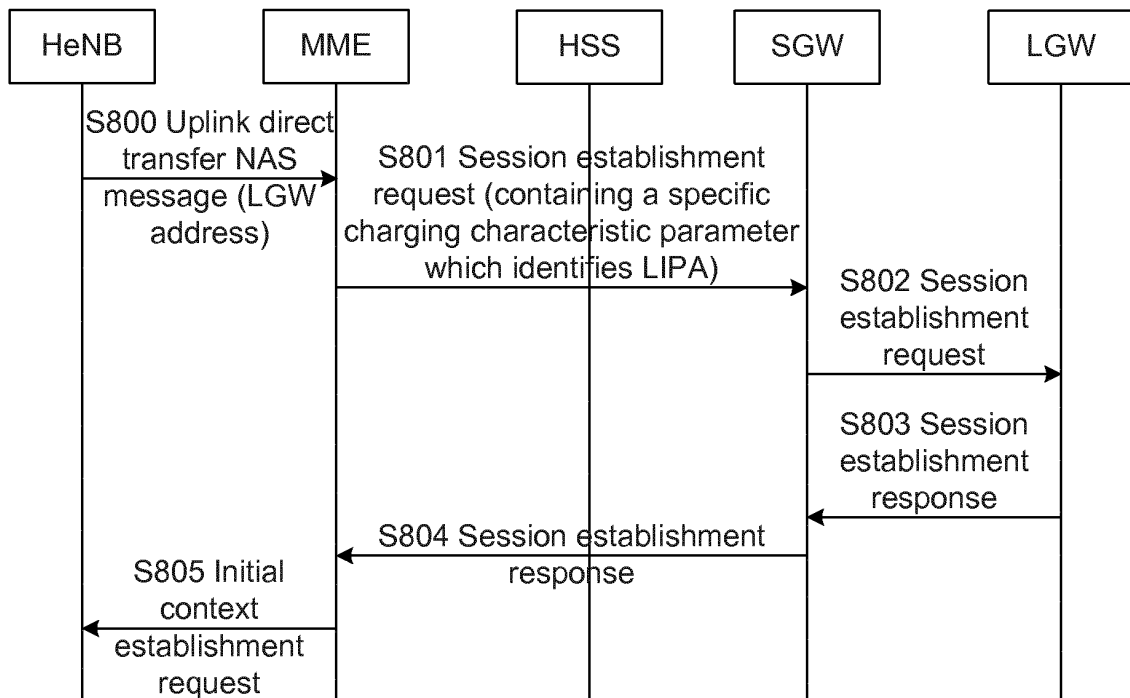 HeNB
MME
HSS
SGW
LGW
S800 Uplink direct
transfer NAS
message (LGW
address)
S801 Session establishment
request (containing a specific
charging characteristic parameter
which identifies LIPA)
S802 Session
establishment
request
S803 Session
establishment
response
S804 Session establishment
response
S805 Initial
context
establishment
request